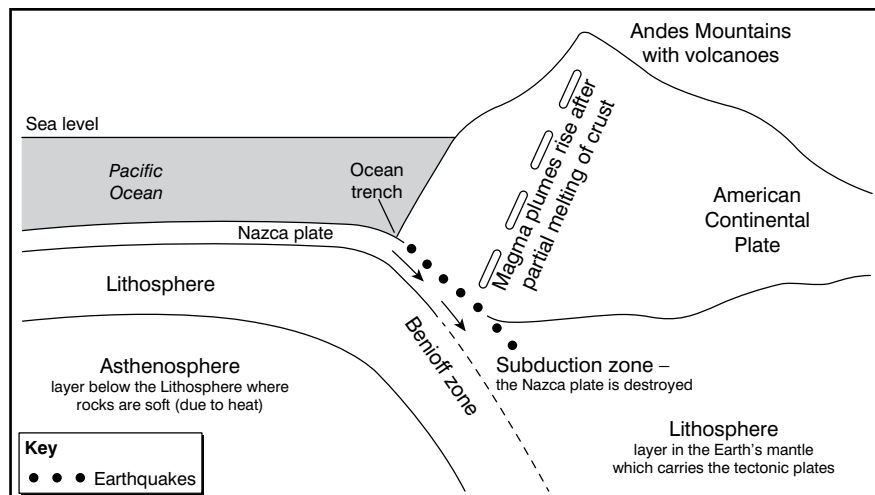 Andes Mountains
with volcanoes
Sea level
Pacific
Ocean
Ocean
trench
Magma plumes rise after
partial melting of crust
American
Continental
Plate
Nazca plate
Lithosphere
Benioff zone
Asthenosphere
layer below the Lithosphere where
rocks are soft (due to heat)
Subduction zone –
the Nazca plate is destroyed
Lithosphere
layer in the Earth's mantle
which carries the tectonic plates
Key
Earthquakes